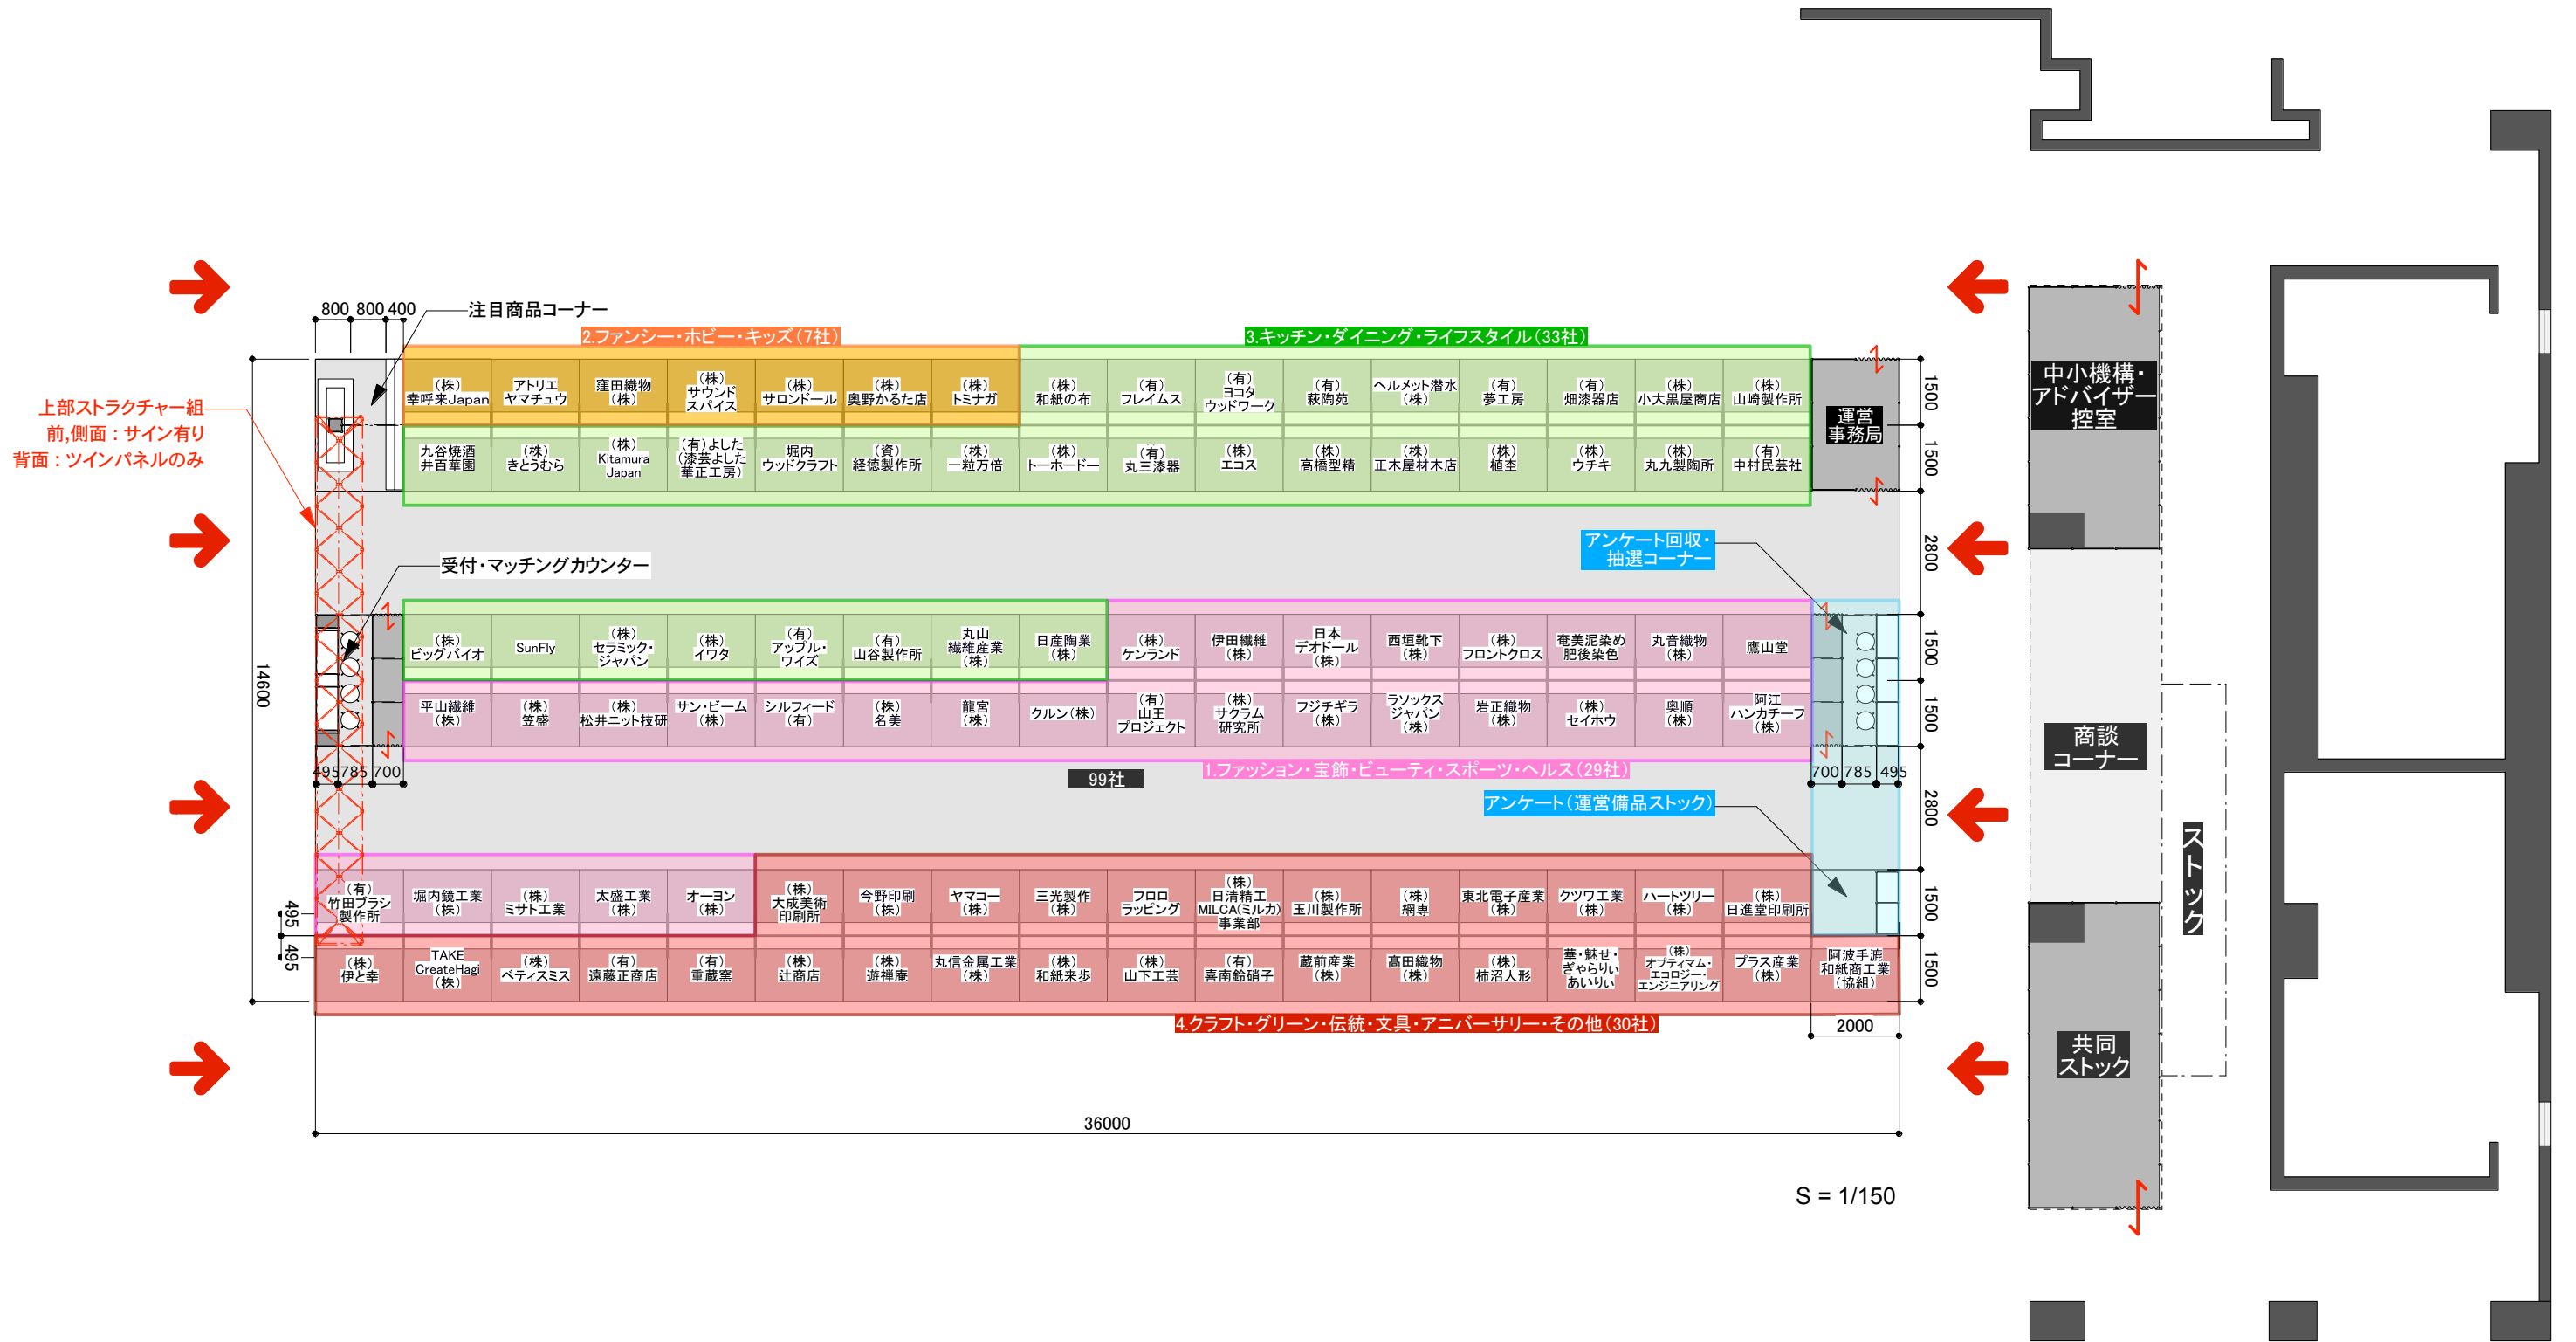 800
800
400
注目商品コーナー
2.ファンシー・ホビー・キッズ（7社）
3.キッチン・ダイニング・ライフスタイル（33社）
上部ストラクチャー組
前,側面：サイン有り
背面：ツインパネルのみ
（株）
幸呼来Japan
アトリエ
ヤマチュウ
窪田織物
（株）
（株）
サウンド
スパイス
（株）
サロンドール
（株）
奥野かるた店
（株）
トミナガ
（株）
和紙の布
（有）
フレイムス
（有）
ヨコタ
ウッドワーク
（有）
萩陶苑
ヘルメット潜水
（株）
（有）
夢工房
（有）
畑漆器店
（株）
小大黒屋商店
（株）
山崎製作所
運営
事務局
1500
九谷焼酒
井百華園
（株）
きとうむら
（株）
Kitamura
Japan
（有）よした
（漆芸よした
華正工房）
堀内
ウッドクラフト
（資）
経徳製作所
（株）
一粒万倍
（株）
トーホードー
（有）
丸三漆器
（株）
エコス
（株）
高橋型精
（株）
正木屋材木店
（株）
植杢
（株）
ウチキ
（株）
丸九製陶所
（有）
中村民芸社
1500
中小機構・
アドバイザー
控室
アンケート回収・
抽選コーナー
2800
受付・マッチングカウンター
14600
（株）
ビッグバイオ
SunFly
（株）
セラミック・
ジャパン
（株）
イワタ
（有）
アップル・
ワイズ
（有）
山谷製作所
丸山
繊維産業
（株）
日産陶業
（株）
（株）
ケンランド
伊田繊維
（株）
日本
デオドール
（株）
西垣靴下
（株）
（株）
フロントクロス
奄美泥染め
肥後染色
丸音織物
（株）
鷹山堂
1500
平山繊維
（株）
（株）
笠盛
（株）
松井ニット技研
サン・ビーム
（株）
シルフィード
（有）
（株）
名美
龍宮
（株）
クルン（株）
（有）
山王
プロジェクト
（株）
サクラム
研究所
フジチギラ
（株）
ラソックス
ジャパン
（株）
岩正織物
（株）
（株）
セイホウ
奥順
（株）
阿江
ハンカチーフ
（株）
1500
商談
コーナー
495
785
700
99社
1.ファッション・宝飾・ビューティ・スポーツ・ヘルス（29社）
700
785
495
アンケート（運営備品ストック）
2800
ストック
495
495
（有）
竹田ブラシ
製作所
堀内鏡工業
（株）
（株）
ミサト工業
太盛工業
（株）
オーヨン
（株）
（株）
大成美術
印刷所
今野印刷
（株）
ヤマコー
（株）
三光製作
（株）
フロロ
ラッピング
（株）
日清精工
MILCA(ミルカ)
事業部
（株）
玉川製作所
（株）
網専
東北電子産業
（株）
クツワ工業
（株）
ハートツリー
（株）
（株）
日進堂印刷所
1500
（株）
伊と幸
TAKE
CreateHagi
（株）
（株）
ベティスミス
（有）
遠藤正商店
（有）
重蔵窯
（株）
辻商店
（株）
遊禅庵
丸信金属工業
（株）
（株）
和紙来歩
（株）
山下工芸
（有）
喜南鈴硝子
蔵前産業
（株）
髙田織物
（株）
（株）
柿沼人形
華・魅せ・
ぎゃらりぃ
あいりぃ
（株）
オプティマム・
エコロジー・
エンジニアリング
プラス産業
（株）
阿波手漉
和紙商工業
（協組）
1500
4.クラフト・グリーン・伝統・文具・アニバーサリー・その他（30社）
2000
共同
ストック
36000
S = 1/150